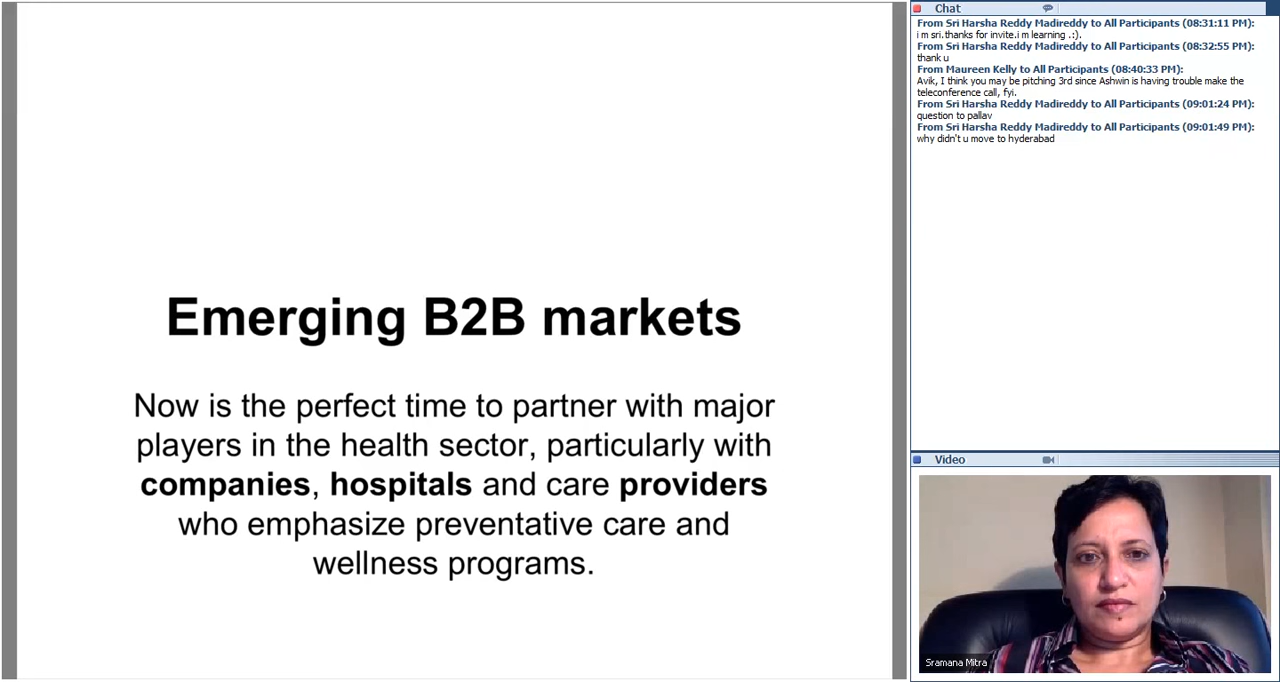 Emerging B2B markets
Now is the perfect time to partner with major
players in the health sector, particularly with
companies, hospitals and care providers
who emphasize preventative care and
wellness programs.
Chat
From Sri Harsha Reddy Madireddy to All Participants (08:31:11 PM):
i m sri.thanks for invite.i m learning .:).
From Sri Harsha Reddy Madireddy to All Participants (08:32:55 PM):
thank u
From Maureen Kelly to All Participants (08:40:33 PM):
Avik, I think you may be pitching 3rd since Ashwin is having trouble make the
teleconference call, fyi.
From Sri Harsha Reddy Madireddy to All Participants (09:01:24 PM):
question to pallav
From Sri Harsha Reddy Madireddy to All Participants (09:01:49 PM):
why didn't u move to hyderabad
Video
Sramana Mitra